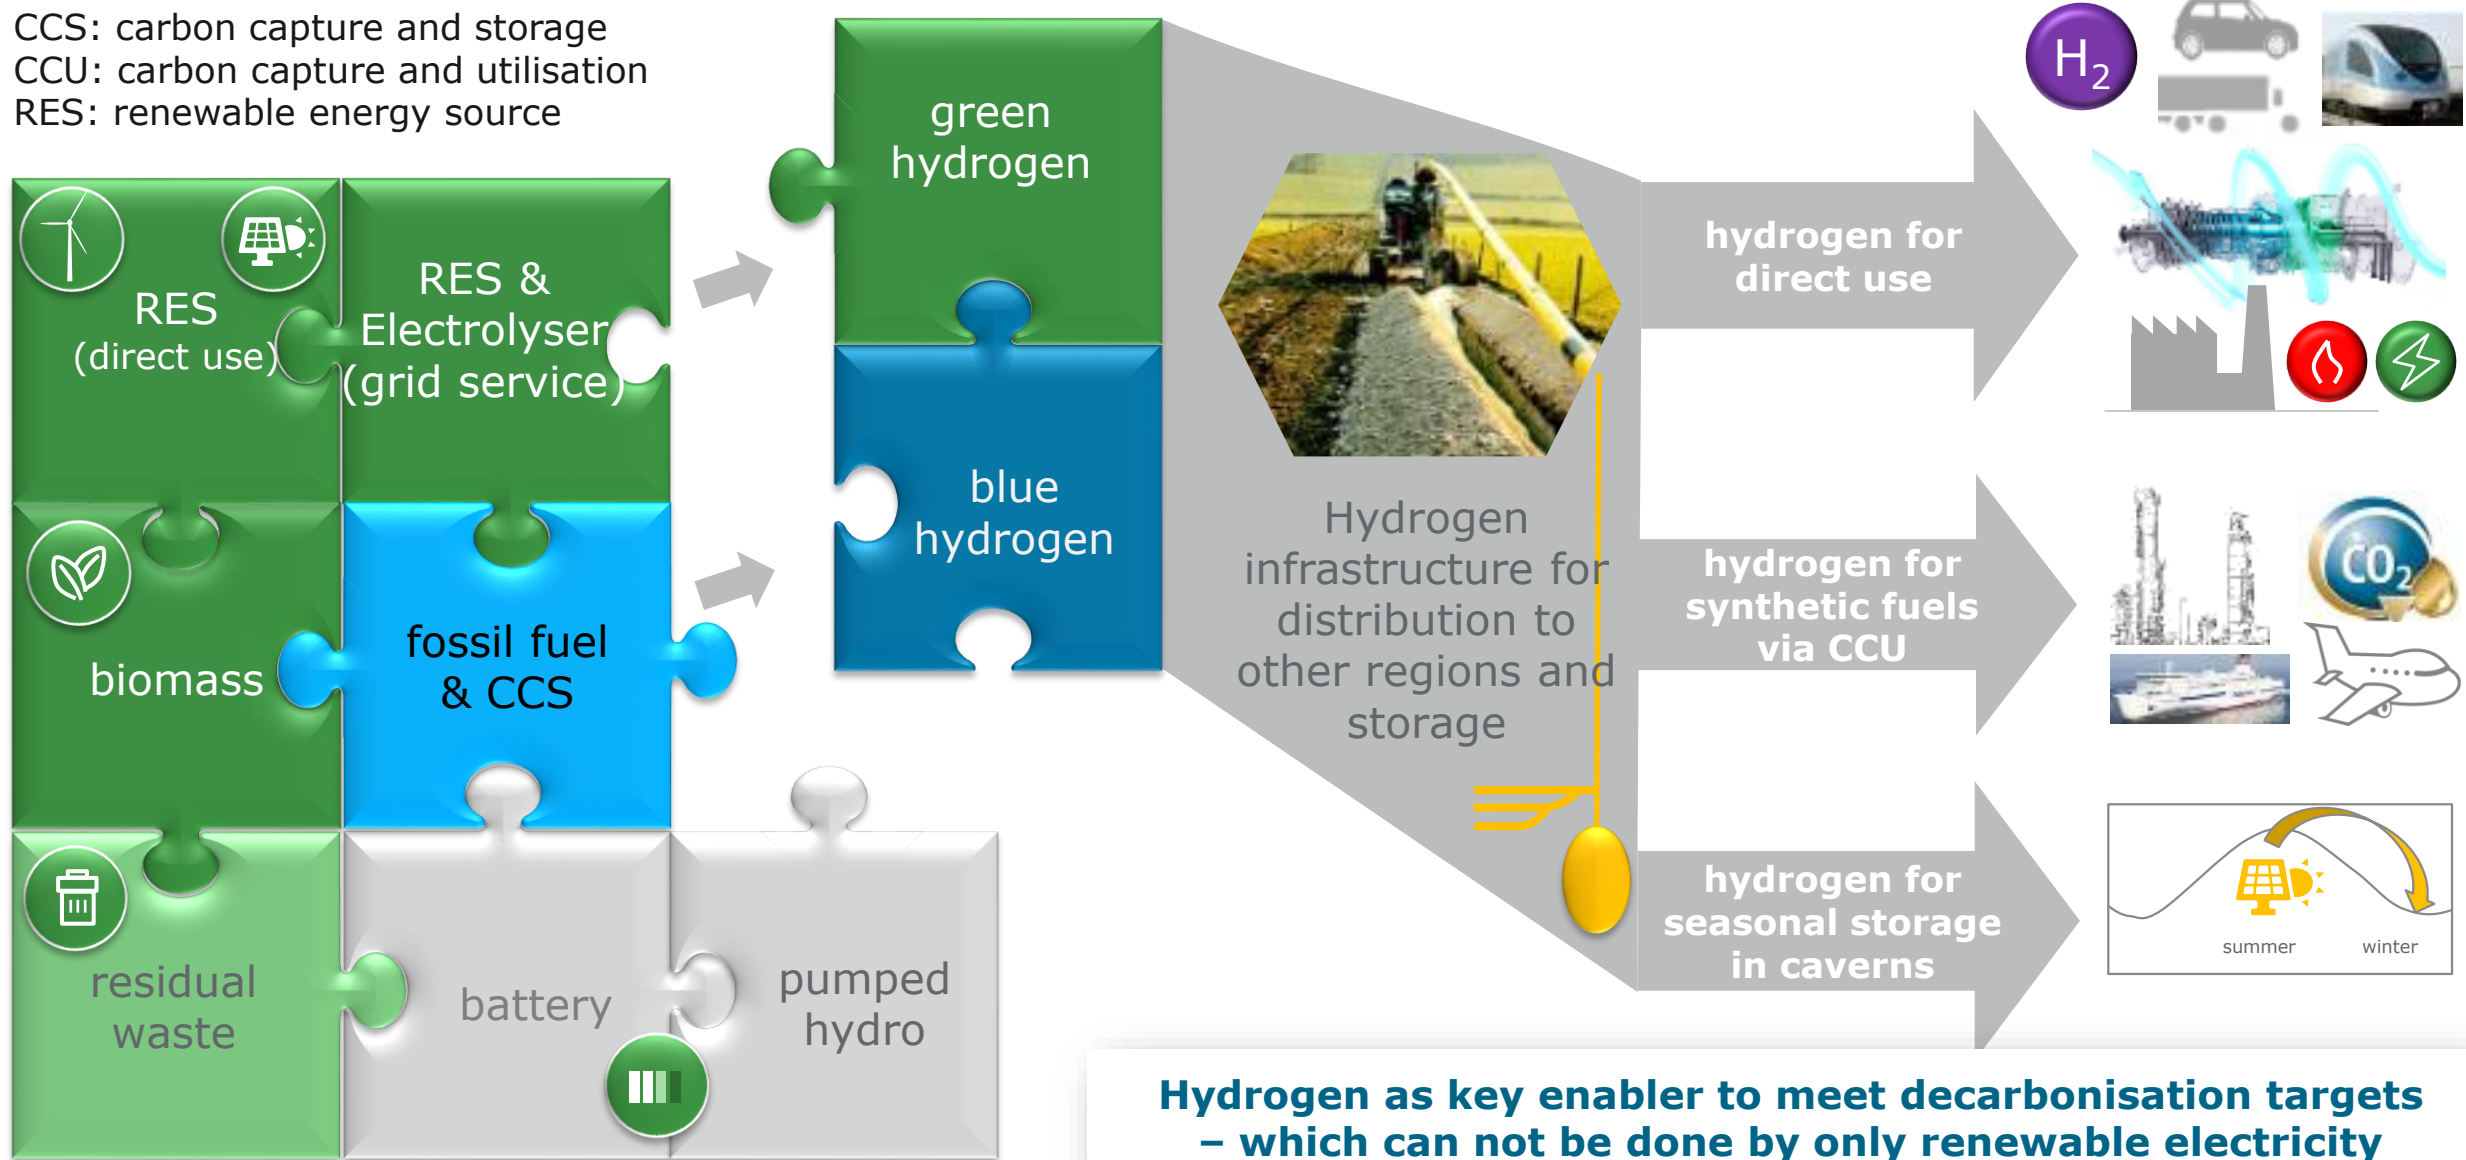 CCS: carbon capture and storage
CCU: carbon capture and utilisation
RES: renewable energy source
RES
(direct use)
RES &
Electrolyser
(grid service)
biomass
fossil fuel
& CCS
residual
waste
battery
pumped
hydro
green
hydrogen
blue
hydrogen
Hydrogen
infrastructure for
distribution to
other regions and
storage
hydrogen for
direct use
hydrogen for
synthetic fuels
via CCU
hydrogen for
seasonal storage
in caverns
H₂
CO₂
summer
winter
Hydrogen as key enabler to meet decarbonisation targets
– which can not be done by only renewable electricity